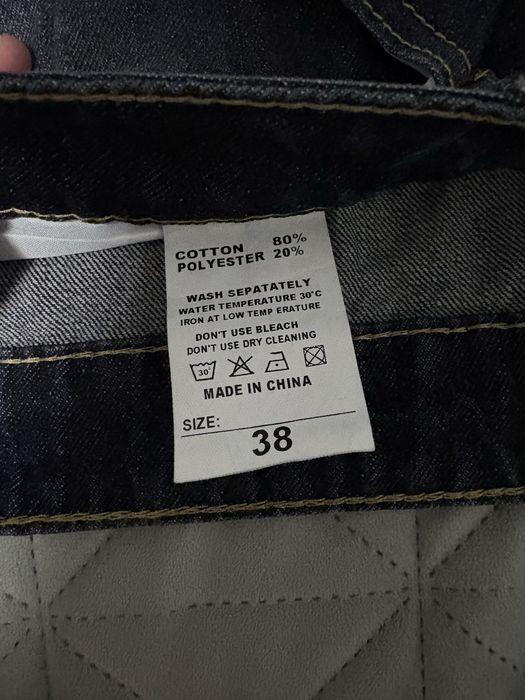 COTTON 80%
POLYESTER 20%
WASH SEPATATELY
WATER TEMPERATURE 30°C
IRON AT LOW TEMP ERATURE
DON'T USE BLEACH
DON'T USE DRY CLEANING
30°
MADE IN CHINA
SIZE:
38